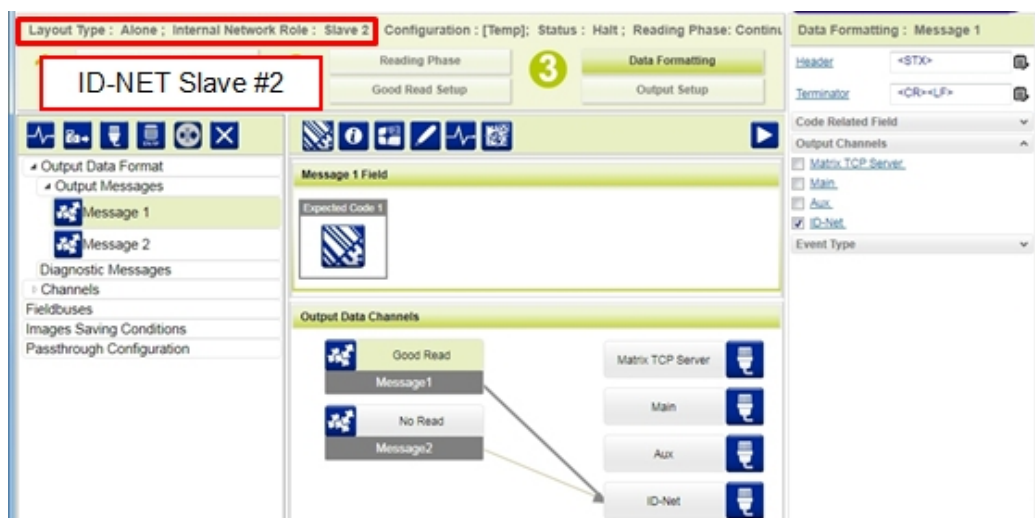 Layout Type : Alone ; Internal Network Role : Slave 2 Configuration : [Temp]; Status : Halt ; Reading Phase: Continu
ID-NET Slave #2
Reading Phase
Good Read Setup
3
Data Formatting
Output Setup
Output Data Format
Output Messages
Message 1
Message 2
Diagnostic Messages
Channels
Fieldbuses
Images Saving Conditions
Passthrough Configuration
Message 1 Field
Expected Code 1
Output Data Channels
Good Read
Message1
No Read
Message2
Matrix TCP Server
Main
Aux
ID-Net
Data Formatting : Message 1
Header <STX>
Terminator <CR><LF>
Code Related Field
Output Channels
Matrix TCP Server
Main
Aux
ID-Net
Event Type